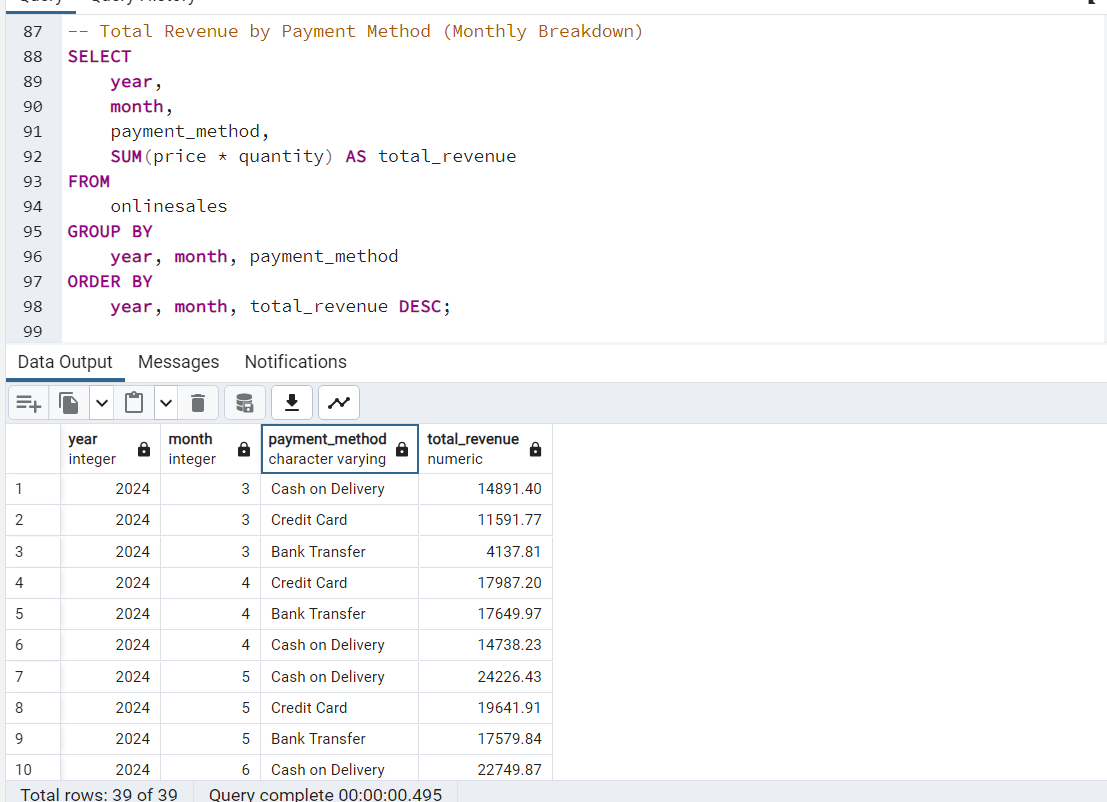 Query Query History
87 -- Total Revenue by Payment Method (Monthly Breakdown)
88 SELECT
89 year,
90 month,
91 payment_method,
92 SUM(price * quantity) AS total_revenue
93 FROM
94 onlinesales
95 GROUP BY
96 year, month, payment_method
97 ORDER BY
98 year, month, total_revenue DESC;
99
Data Output Messages Notifications
year month payment_method total_revenue
integer integer character varying numeric
1 2024 3 Cash on Delivery 14891.40
2 2024 3 Credit Card 11591.77
3 2024 3 Bank Transfer 4137.81
4 2024 4 Credit Card 17987.20
5 2024 4 Bank Transfer 17649.97
6 2024 4 Cash on Delivery 14738.23
7 2024 5 Cash on Delivery 24226.43
8 2024 5 Credit Card 19641.91
9 2024 5 Bank Transfer 17579.84
10 2024 6 Cash on Delivery 22749.87
Total rows: 39 of 39 Query complete 00:00:00.495